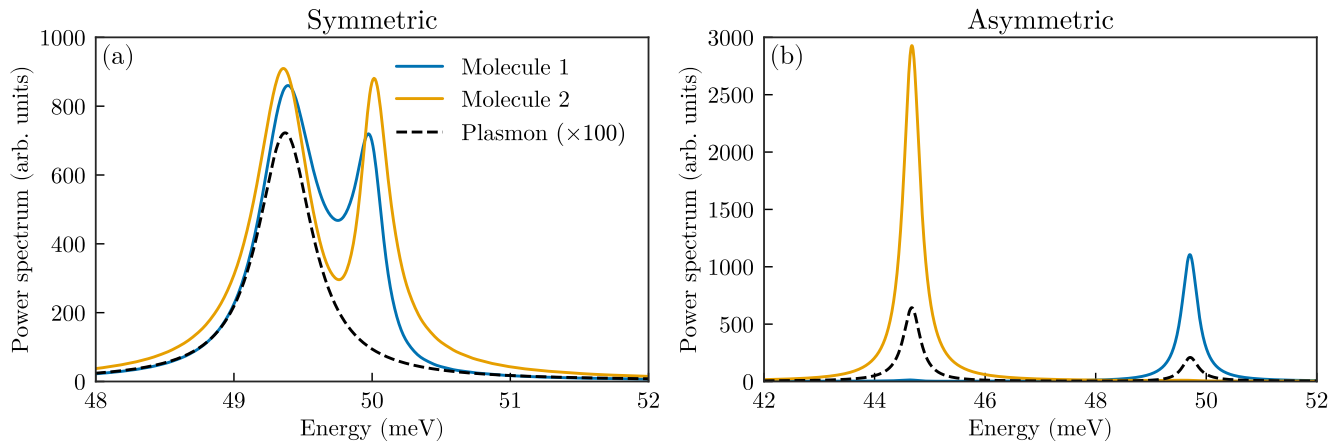 Symmetric
(a)
Molecule 1
Molecule 2
Plasmon (×100)
Power spectrum (arb. units)
1000
800
600
400
200
0
48 49 50 51 52
Energy (meV)
Asymmetric
(b)
Power spectrum (arb. units)
3000
2500
2000
1500
1000
500
0
42 44 46 48 50 52
Energy (meV)